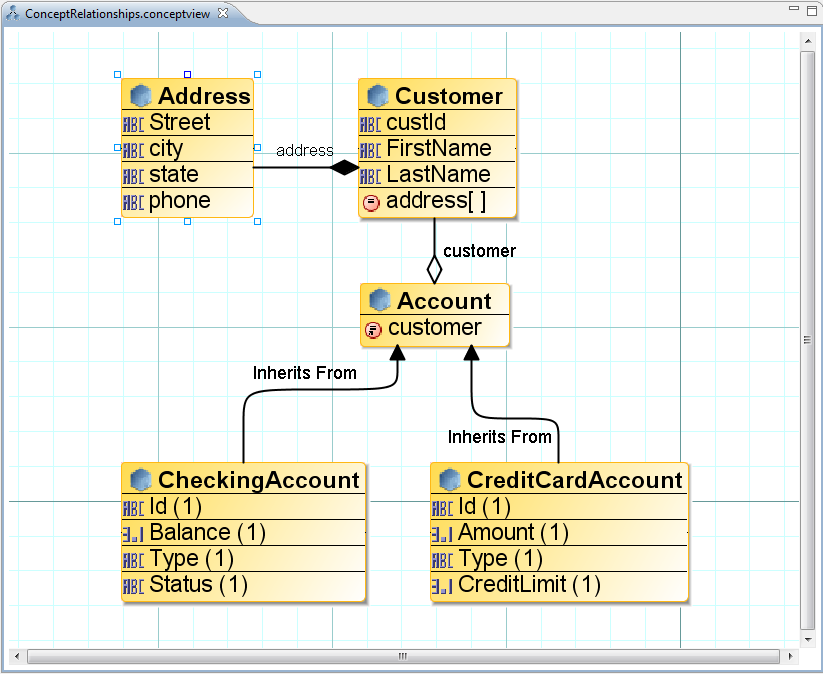 ConceptRelationships.conceptview
Address
Street
city
state
phone
address
Customer
custId
FirstName
LastName
address[ ]
customer
Account
customer
Inherits From
Inherits From
CheckingAccount
Id (1)
Balance (1)
Type (1)
Status (1)
CreditCardAccount
Id (1)
Amount (1)
Type (1)
CreditLimit (1)